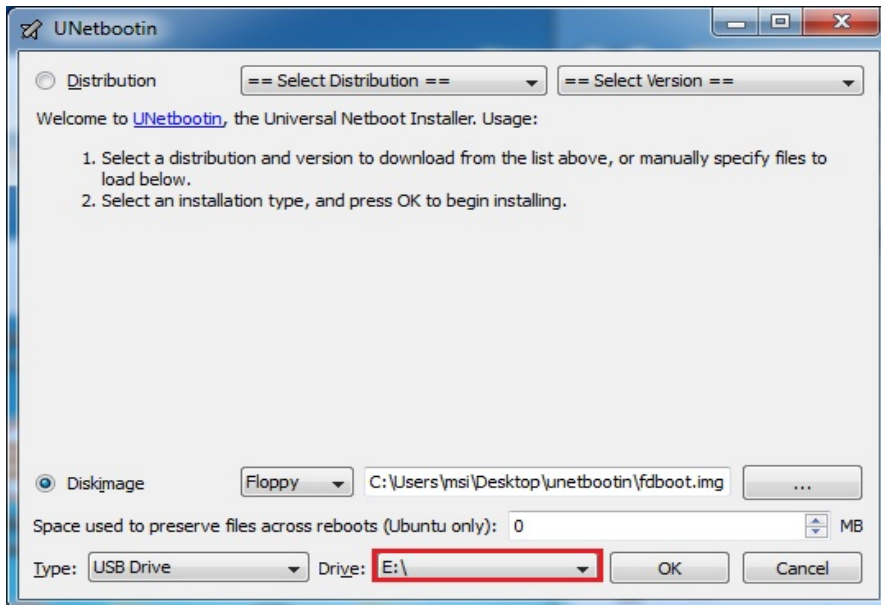 UNetbootin
Distribution == Select Distribution == == Select Version ==
Welcome to UNetbootin, the Universal Netboot Installer. Usage:
1. Select a distribution and version to download from the list above, or manually specify files to
load below.
2. Select an installation type, and press OK to begin installing.
Diskimage Floppy C:\Users\msi\Desktop\unetbootin\fdboot.img ...
Space used to preserve files across reboots (Ubuntu only): 0 MB
Type: USB Drive Drive: E:\ OK Cancel